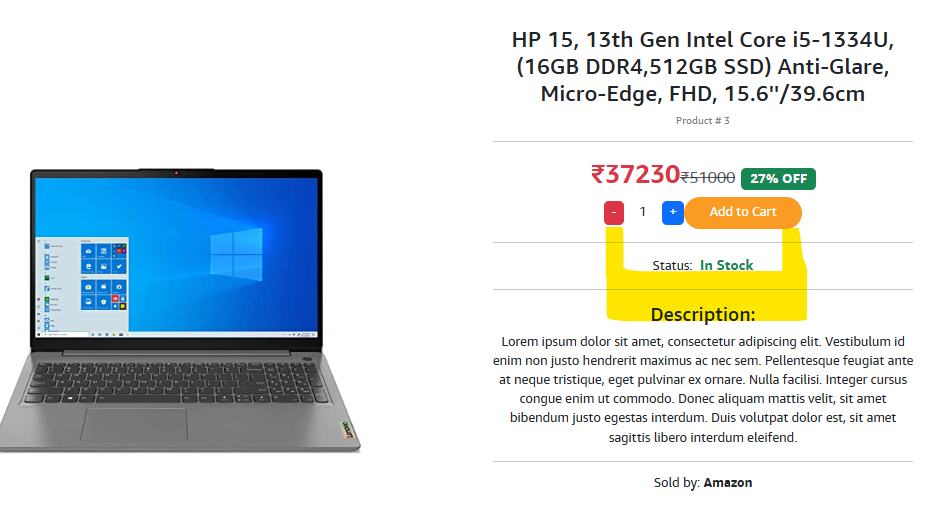 HP 15, 13th Gen Intel Core i5-1334U,
(16GB DDR4,512GB SSD) Anti-Glare,
Micro-Edge, FHD, 15.6''/39.6cm
Product # 3
₹37230 ₹51000 27% OFF
- 1 + Add to Cart
Status: In Stock
Description:
Lorem ipsum dolor sit amet, consectetur adipiscing elit. Vestibulum id
enim non justo hendrerit maximus ac nec sem. Pellentesque feugiat ante
at neque tristique, eget pulvinar ex ornare. Nulla facilisi. Integer cursus
congue enim ut commodo. Donec aliquam mattis velit, sit amet
bibendum justo egestas interdum. Duis volutpat dolor est, sit amet
sagittis libero interdum eleifend.
Sold by: Amazon